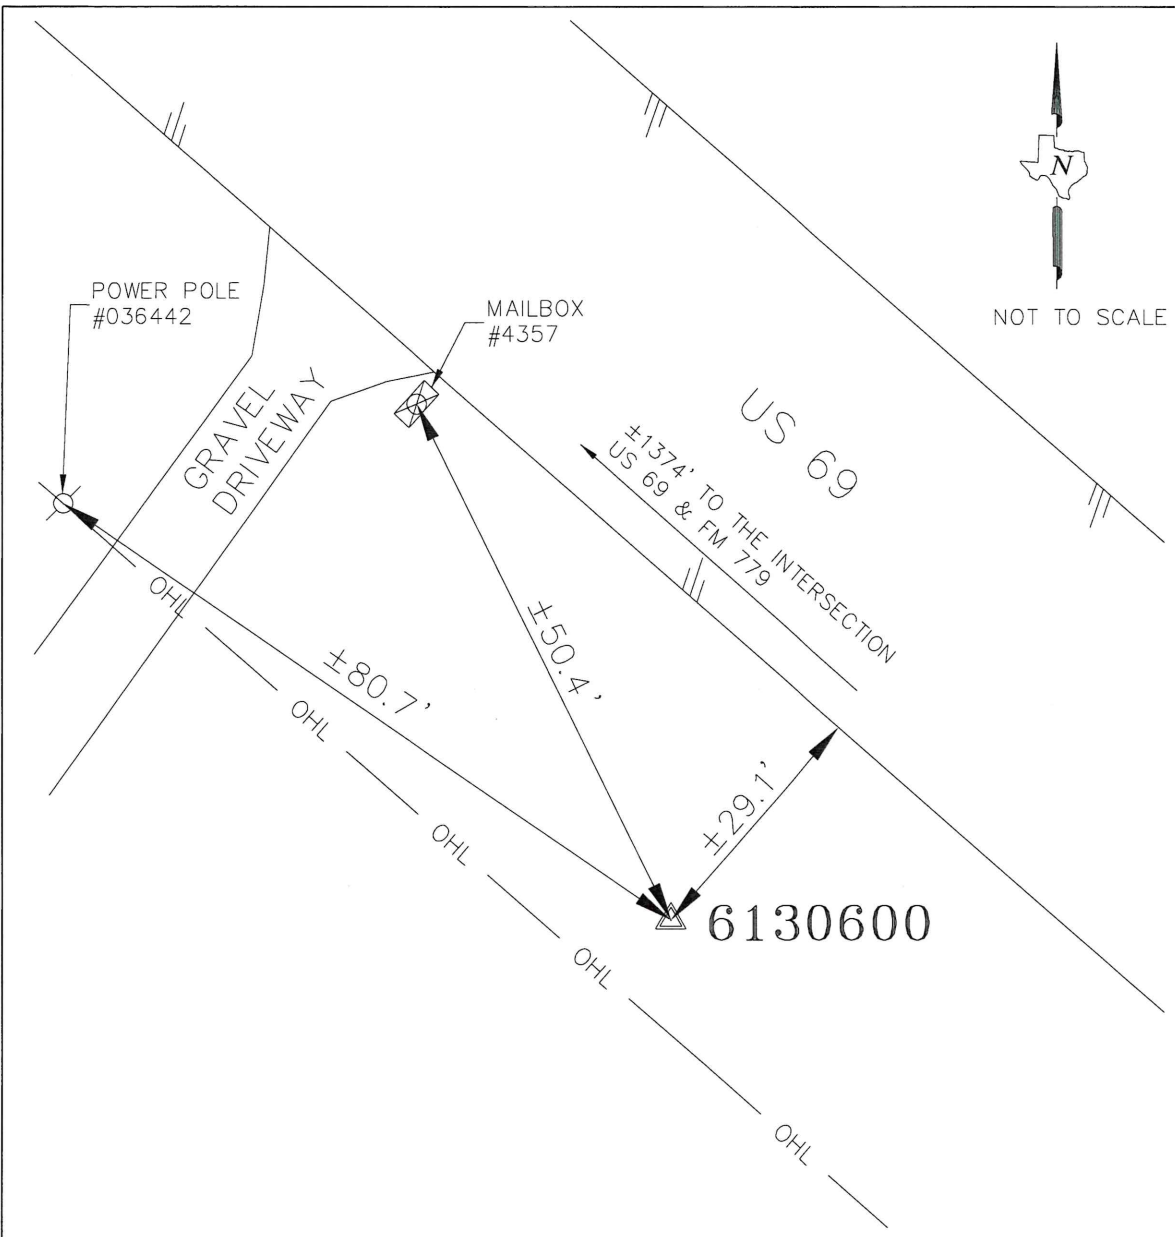 N
NOT TO SCALE
POWER POLE
#036442
MAILBOX
#4357
GRAVEL
DRIVEWAY
US 69
±1374' TO THE INTERSECTION
US 69 & FM 779
OHL
±80.7'
±50.4'
OHL
±29.1'
OHL
6130600
OHL
OHL